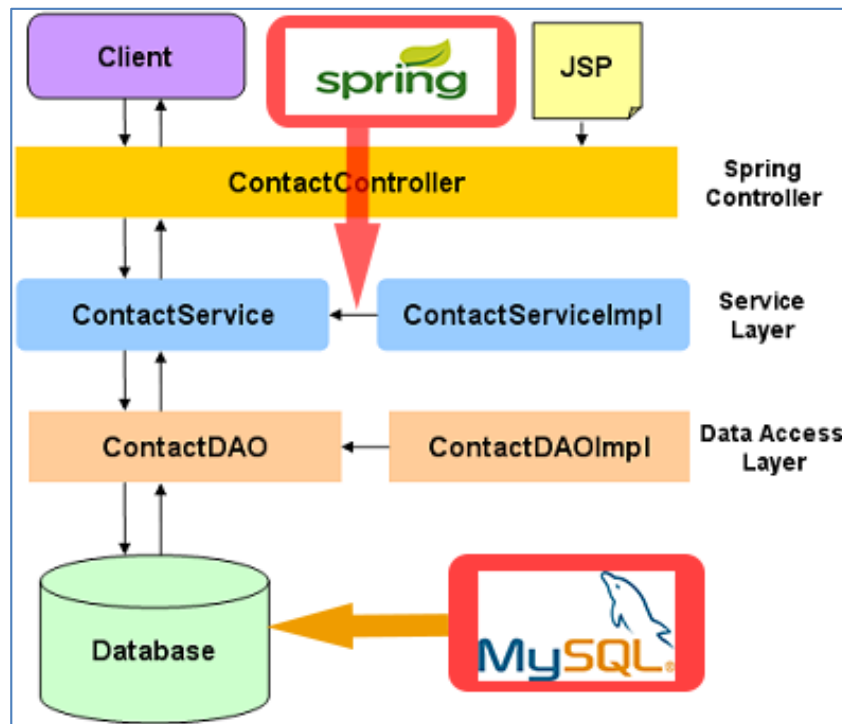 Client
spring
JSP
ContactController
Spring
Controller
ContactService
ContactServiceImpl
Service
Layer
ContactDAO
ContactDAOImpl
Data Access
Layer
Database
MySQL®